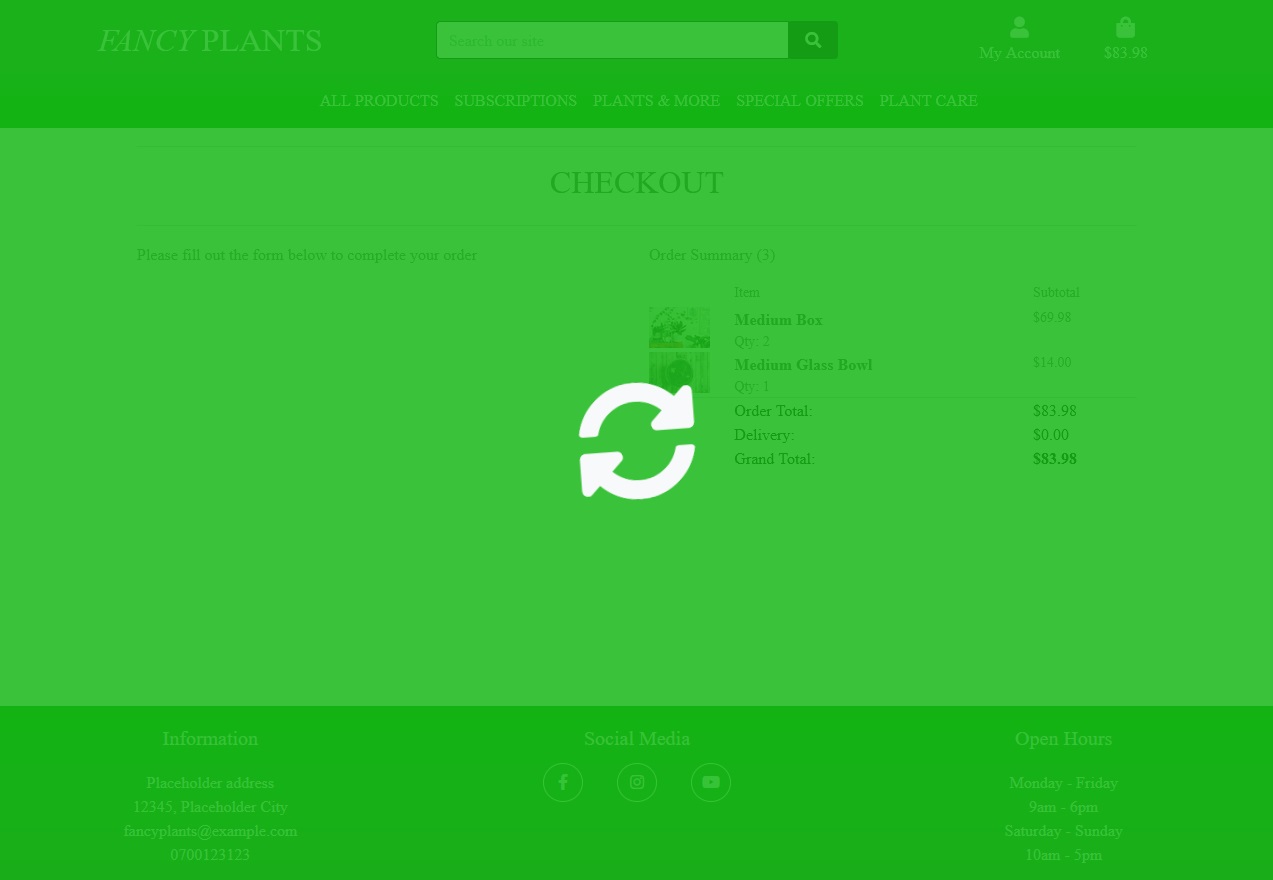 FANCY PLANTS
Search our site
My Account
$83.98
ALL PRODUCTS SUBSCRIPTIONS PLANTS & MORE SPECIAL OFFERS PLANT CARE
CHECKOUT
Please fill out the form below to complete your order
Order Summary (3)
Item Subtotal
Medium Box $69.98
Qty: 2
Medium Glass Bowl $14.00
Qty: 1
Order Total: $83.98
Delivery: $0.00
Grand Total: $83.98
Information
Placeholder address
12345, Placeholder City
fancyplants@example.com
0700123123
Social Media
Open Hours
Monday - Friday
9am - 6pm
Saturday - Sunday
10am - 5pm